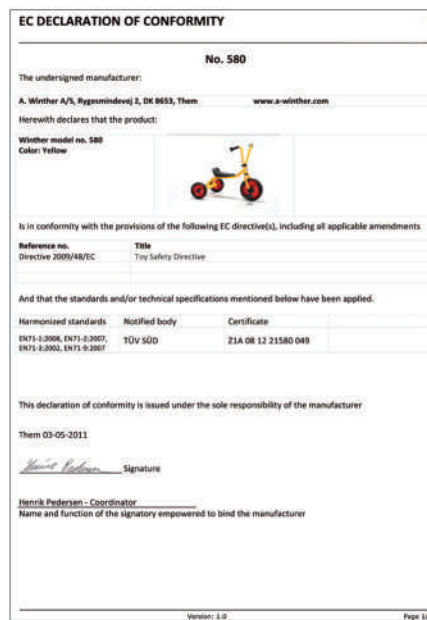 EC DECLARATION OF CONFORMITY
No. 580
The undersigned manufacturer:
A. Winther A/S, Rygesmindevej 2, DK 8653, Them www.a-winther.com
Herewith declares that the product:
Winther model no. 580
Color: Yellow
Is in conformity with the provisions of the following EC directive(s), including all applicable amendments
Reference no. Title
Directive 2009/48/EC Toy Safety Directive
And that the standards and/or technical specifications mentioned below have been applied.
Harmonized standards Notified body Certificate
EN71-1:2008, EN71-2:2007, TÜV SÜD Z1A 08 12 21580 049
EN71-3:2002, EN71-9:2007
This declaration of conformity is issued under the sole responsibility of the manufacturer
Them 03-05-2011
Signature
Henrik Pedersen - Coordinator
Name and function of the signatory empowered to bind the manufacturer
Version: 1.0 Page